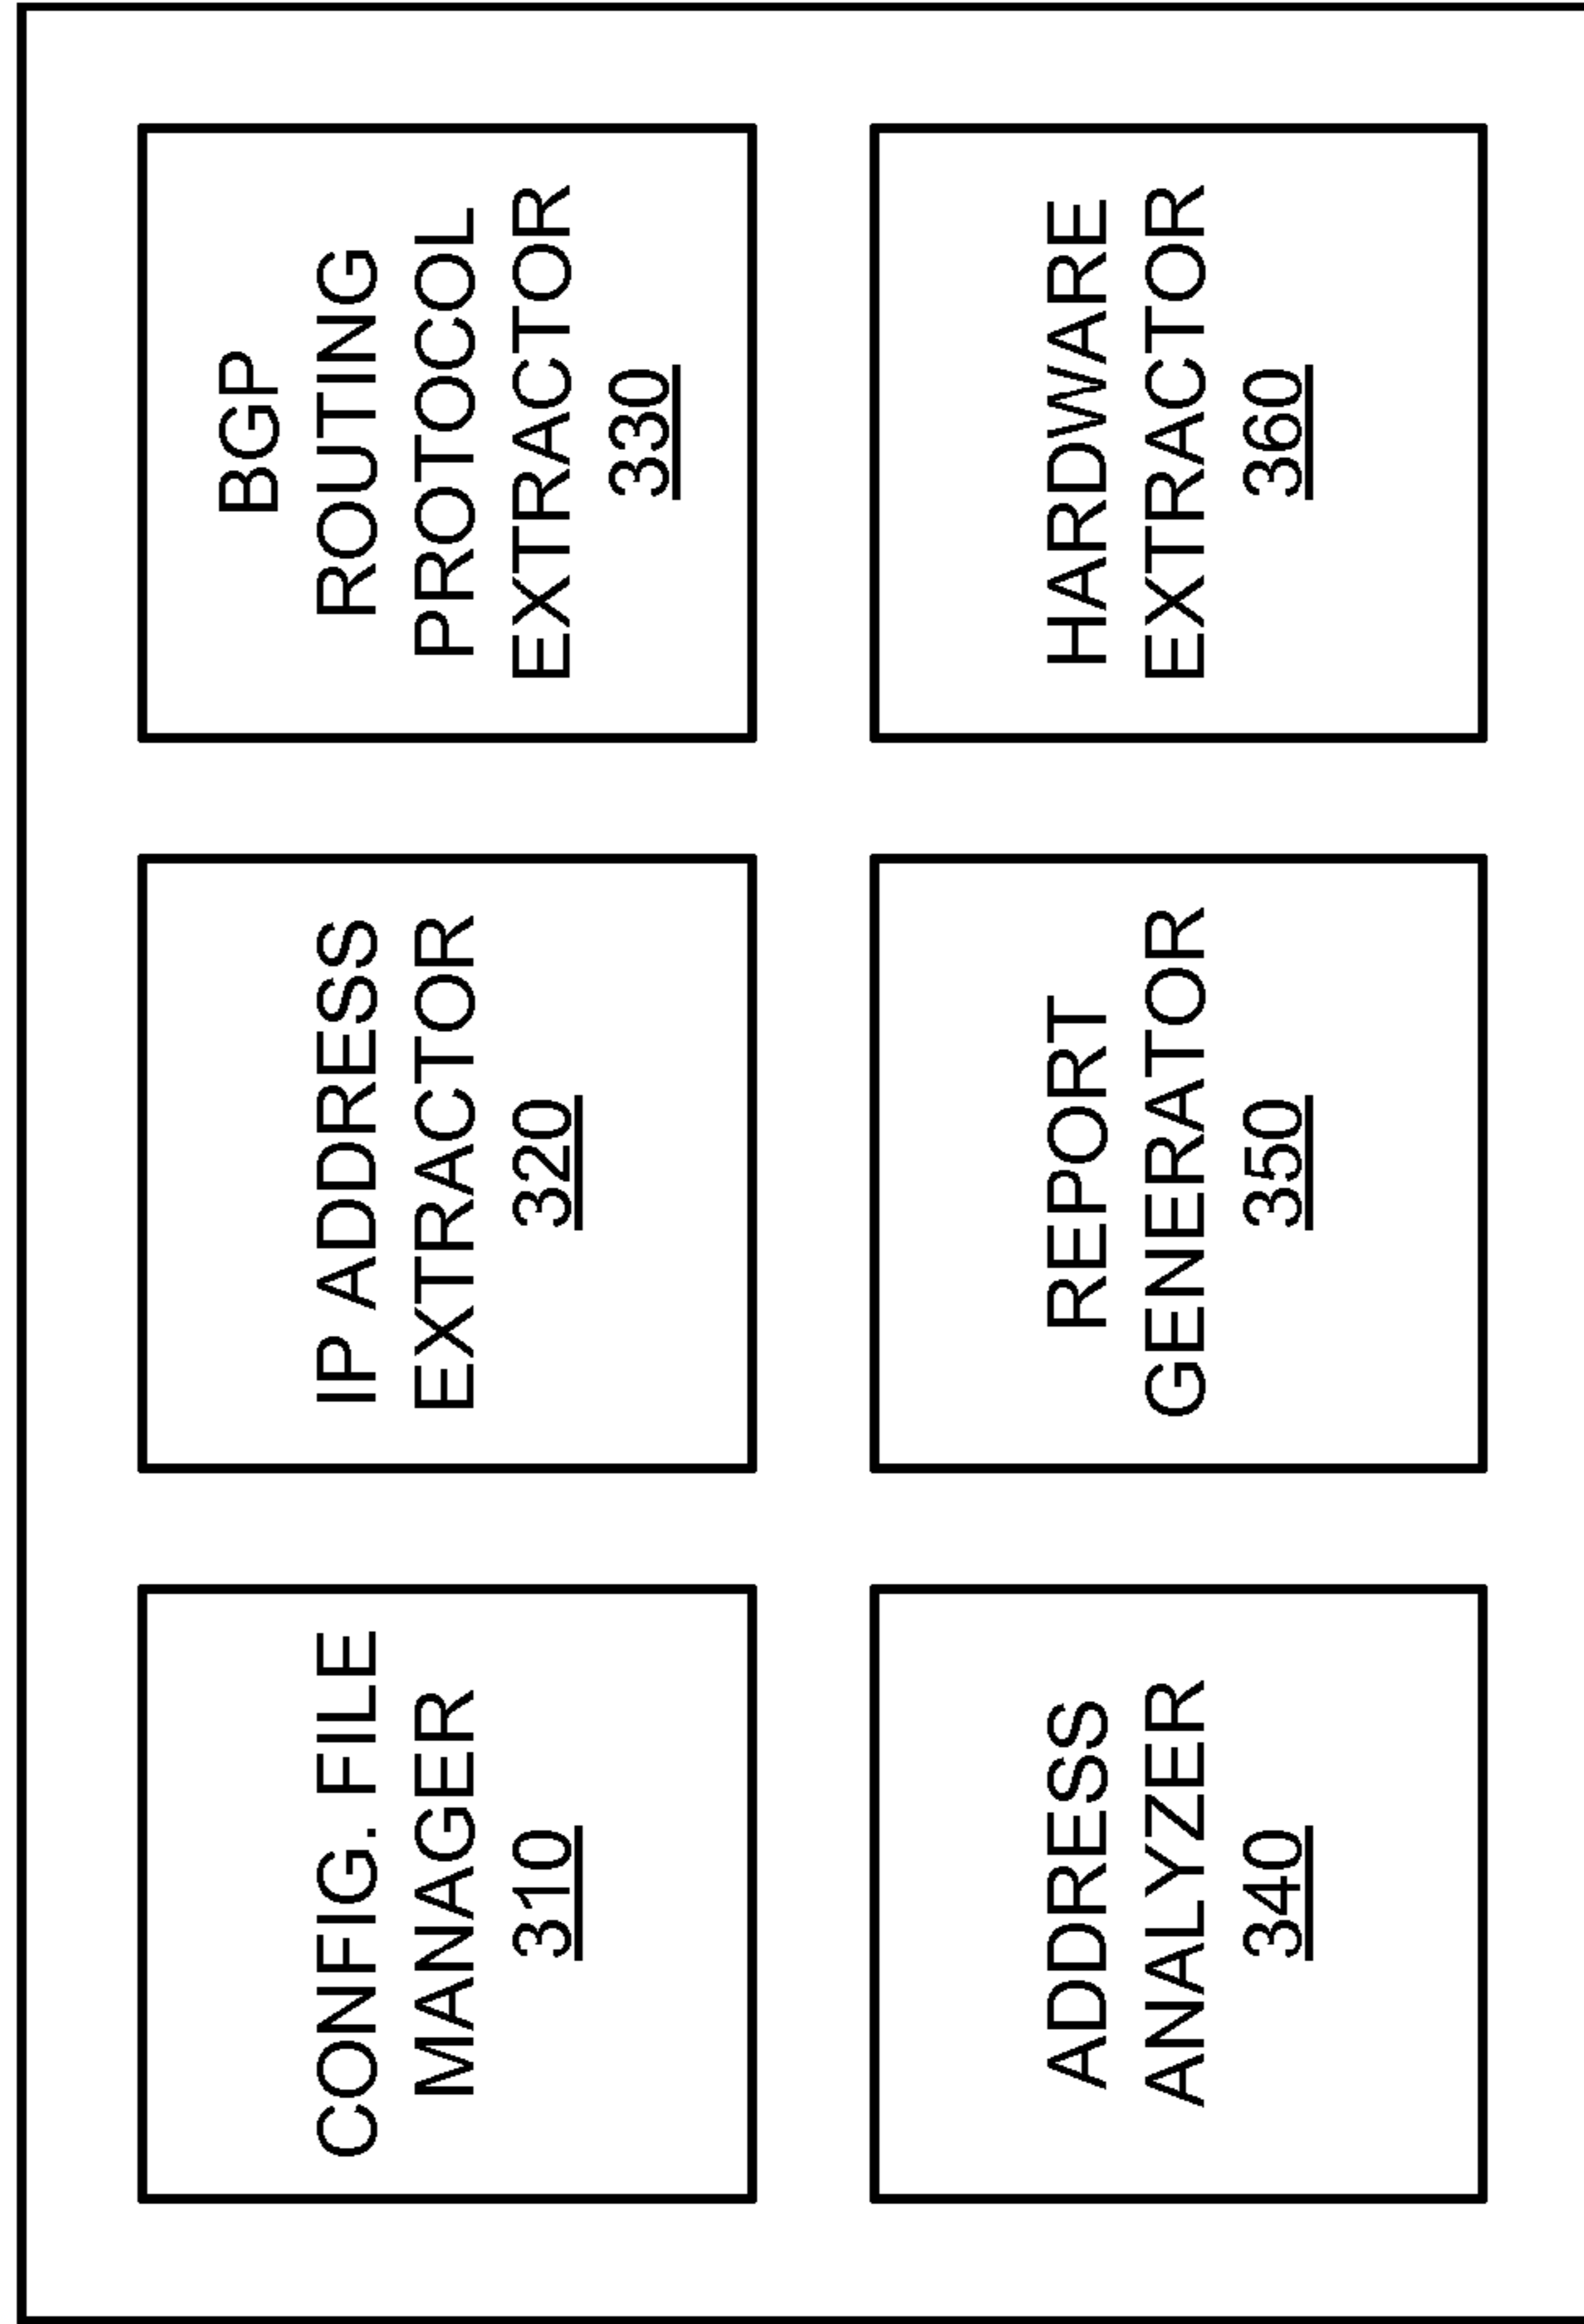 CONFIG. FILE
MANAGER
310
IP ADDRESS
EXTRACTOR
320
BGP
ROUTING
PROTOCOL
EXTRACTOR
330
ADDRESS
ANALYZER
340
REPORT
GENERATOR
350
HARDWARE
EXTRACTOR
360